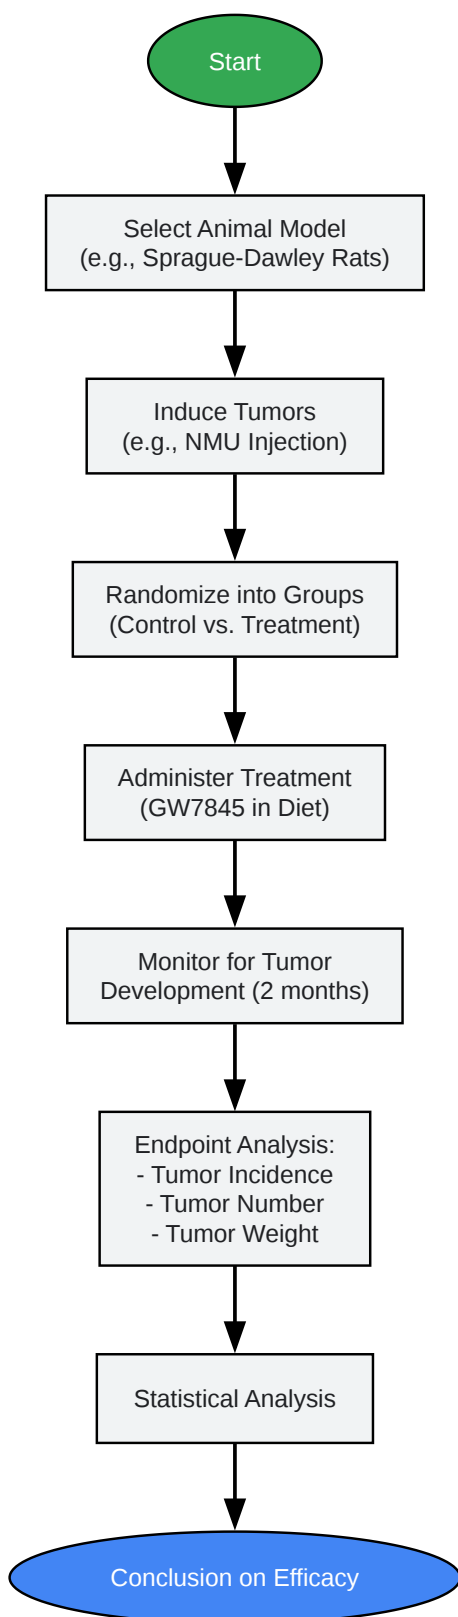 Start
Select Animal Model
(e.g., Sprague-Dawley Rats)
Induce Tumors
(e.g., NMU Injection)
Randomize into Groups
(Control vs. Treatment)
Administer Treatment
(GW7845 in Diet)
Monitor for Tumor
Development (2 months)
Endpoint Analysis:
- Tumor Incidence
- Tumor Number
- Tumor Weight
Statistical Analysis
Conclusion on Efficacy